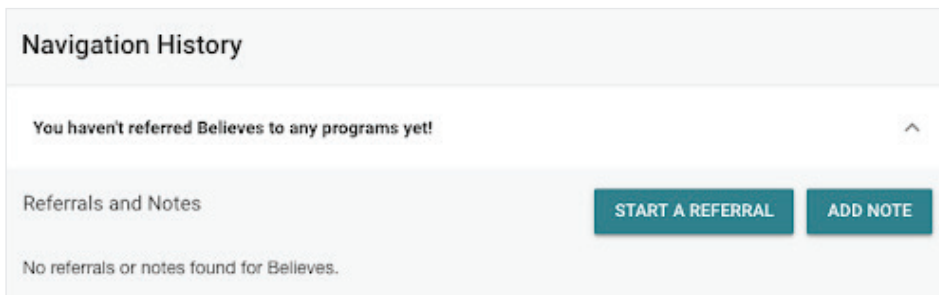 Navigation History
You haven't referred Believes to any programs yet!
Referrals and Notes
START A REFERRAL
ADD NOTE
No referrals or notes found for Believes.